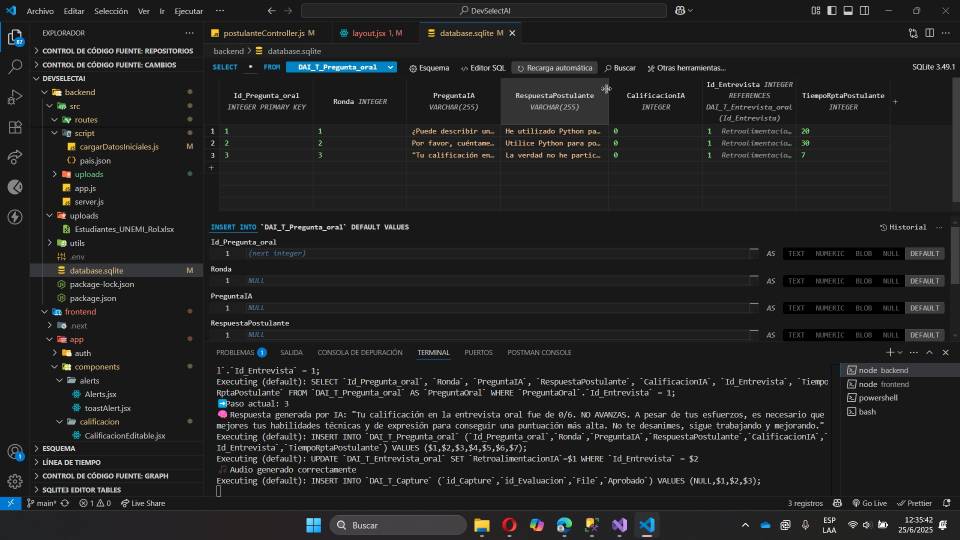 Archivo Editar Selección Ver Ir Ejecutar ··· DevSelectAI
EXPLORADOR ···
postulanteController.js M layout.jsx 1, M database.sqlite M
backend > database.sqlite
SELECT * FROM DAI_T_Pregunta_oral Esquema Editor SQL Recarga automática Buscar Otras herramientas... SQLite 3.49.1
Id_Pregunta_oral INTEGER PRIMARY KEY
Ronda INTEGER
PreguntaIA VARCHAR(255)
RespuestaPostulante VARCHAR(255)
CalificacionIA INTEGER
Id_Entrevista INTEGER REFERENCES DAI_T_Entrevista_oral (Id_Entrevista)
TiempoRptaPostulante INTEGER
1 1 1 ¿Puede describir un… He utilizado Python pa… 0 1 Retroalimentacio… 20
2 2 2 Por favor, cuéntame… Utilice Python para po… 0 1 Retroalimentacio… 30
3 3 3 "Tu calificación en… La verdad no he partic… 0 1 Retroalimentacio… 7
INSERT INTO `DAI_T_Pregunta_oral` DEFAULT VALUES Historial ···
Id_Pregunta_oral
1 (next integer) AS TEXT NUMERIC BLOB NULL DEFAULT
Ronda
1 NULL AS TEXT NUMERIC BLOB NULL DEFAULT
PreguntaIA
1 NULL AS TEXT NUMERIC BLOB NULL DEFAULT
RespuestaPostulante
1 NULL AS TEXT NUMERIC BLOB NULL DEFAULT
CONTROL DE CÓDIGO FUENTE: REPOSITORIOS
CONTROL DE CÓDIGO FUENTE: CAMBIOS
DEVSELECTAI
backend
src
routes
script
cargarDatosIniciales.js M
pais.json
uploads
app.js
server.js
uploads
Estudiantes_UNEMI_Rol.xlsx
utils
.env
database.sqlite M
package-lock.json
package.json
frontend
.next
app
auth
components
alerts
Alerts.jsx
toastAlert.jsx
calificacion
CalificacionEditable.jsx
ESQUEMA
LÍNEA DE TIEMPO
CONTROL DE CÓDIGO FUENTE: GRAPH
SQLITE3 EDITOR TABLES
PROBLEMAS 1 SALIDA CONSOLA DE DEPURACIÓN TERMINAL PUERTOS POSTMAN CONSOLE
l`.`Id_Entrevista` = 1;
Executing (default): SELECT `Id_Pregunta_oral`, `Ronda`, `PreguntaIA`, `RespuestaPostulante`, `CalificacionIA`, `Id_Entrevista`, `Tiempo
RptaPostulante` FROM `DAI_T_Pregunta_oral` AS `PreguntaOral` WHERE `PreguntaOral`.`Id_Entrevista` = 1;
Paso actual: 3
Respuesta generada por IA: "Tu calificación en la entrevista oral fue de 0/6. NO AVANZAS. A pesar de tus esfuerzos, es necesario que
mejores tus habilidades técnicas y de expresión para conseguir una puntuación más alta. No te desanimes, sigue trabajando y mejorando."
Executing (default): INSERT INTO `DAI_T_Pregunta_oral` (`Id_Pregunta_oral`,`Ronda`,`PreguntaIA`,`RespuestaPostulante`,`CalificacionIA`,`
Id_Entrevista`,`TiempoRptaPostulante`) VALUES ($1,$2,$3,$4,$5,$6,$7);
Executing (default): UPDATE `DAI_T_Entrevista_oral` SET `RetroalimentacionIA`=$1 WHERE `Id_Entrevista` = $2
Audio generado correctamente
Executing (default): INSERT INTO `DAI_T_Capture` (`id_Capture`,`id_Evaluacion`,`File`,`Aprobado`) VALUES (NULL,$1,$2,$3);
node backend
node frontend
powershell
bash
main* 1 0 Live Share 3 registros Go Live Prettier
Buscar
ESP
LAA
12:35:42
25/6/2025